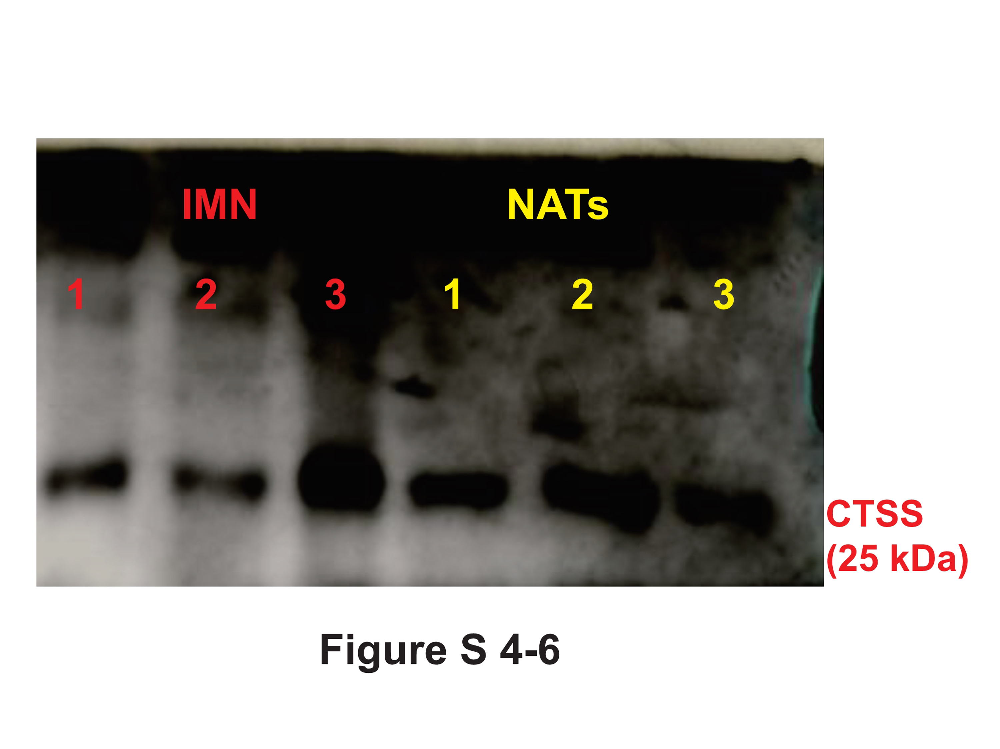 IMN NATs
1 2 3 1 2 3
CTSS
(25 kDa)
Figure S 4-6